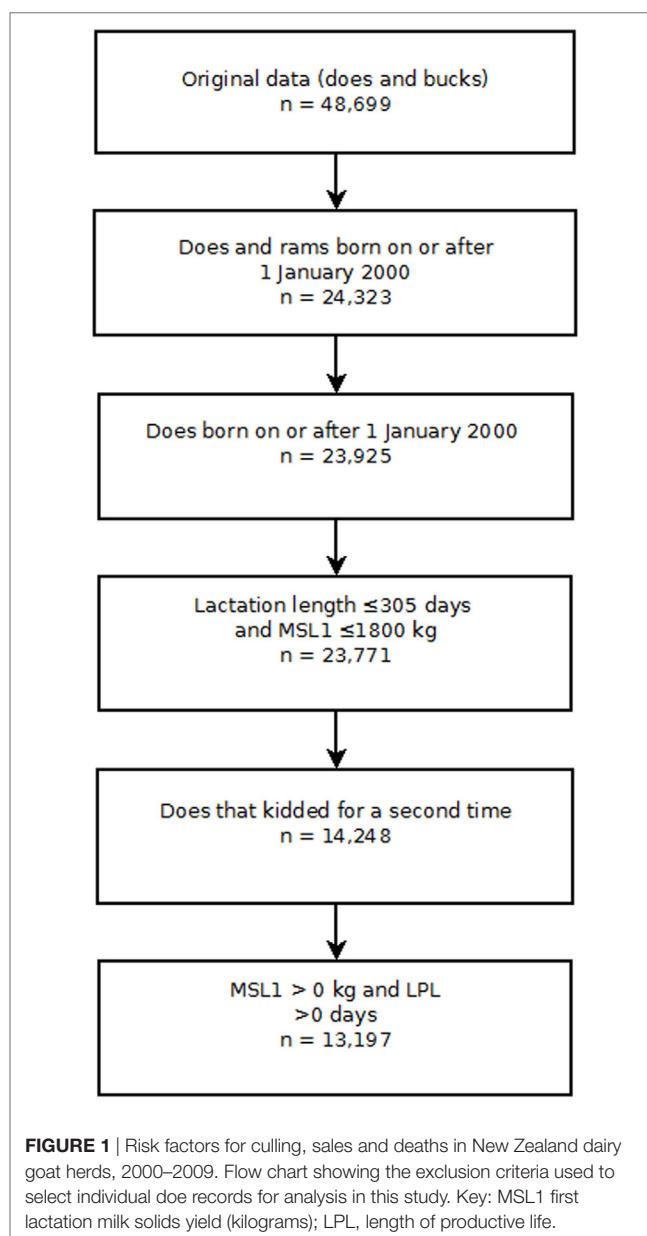 Original data (does and bucks)
n = 48,699
Does and rams born on or after
1 January 2000
n = 24,323
Does born on or after 1 January 2000
n = 23,925
Lactation length ≤305 days
and MSL1 ≤1800 kg
n = 23,771
Does that kidded for a second time
n = 14,248
MSL1 > 0 kg and LPL
>0 days
n = 13,197
FIGURE 1 | Risk factors for culling, sales and deaths in New Zealand dairy
goat herds, 2000–2009. Flow chart showing the exclusion criteria used to
select individual doe records for analysis in this study. Key: MSL1 first
lactation milk solids yield (kilograms); LPL, length of productive life.